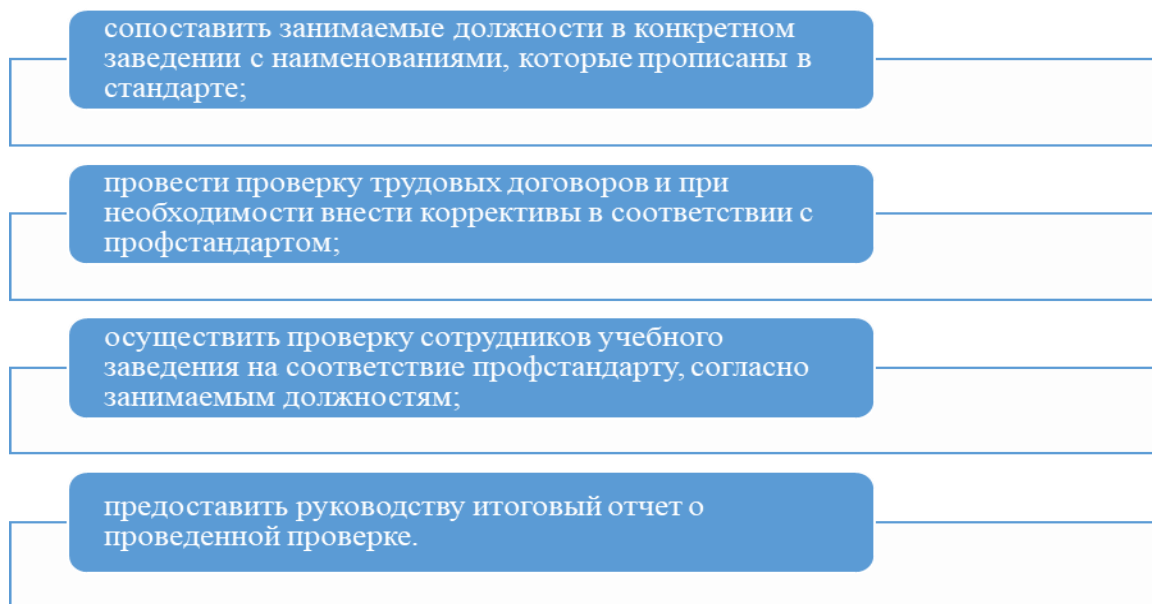 сопоставить занимаемые должности в конкретном
заведении с наименованиями, которые прописаны в
стандарте;
провести проверку трудовых договоров и при
необходимости внести коррективы в соответствии с
профстандартом;
осуществить проверку сотрудников учебного
заведения на соответствие профстандарту, согласно
занимаемым должностям;
предоставить руководству итоговый отчет о
проведенной проверке.